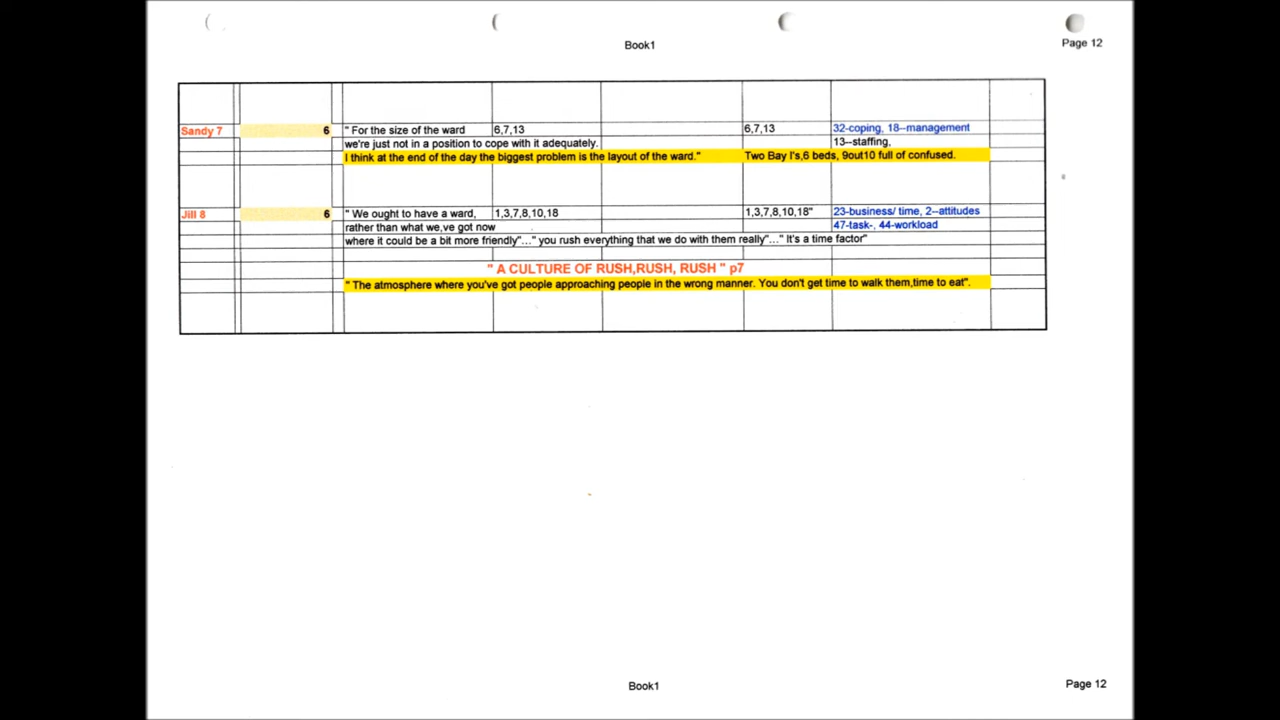 Book1
Page 12
Sandy 7 6 " For the size of the ward 6,7,13 6,7,13 32-coping, 18--management
we're just not in a position to cope with it adequately. 13--staffing,
I think at the end of the day the biggest problem is the layout of the ward." Two Bay I's,6 beds, 9out10 full of confused.
Jill 8 6 " We ought to have a ward, 1,3,7,8,10,18 1,3,7,8,10,18" 23-business/ time, 2--attitudes
rather than what we,ve got now 47-task-, 44-workload
where it could be a bit more friendly"..." you rush everything that we do with them really"..." It's a time factor"
" A CULTURE OF RUSH,RUSH, RUSH " p7
" The atmosphere where you've got people approaching people in the wrong manner. You don't get time to walk them,time to eat".
Book1
Page 12